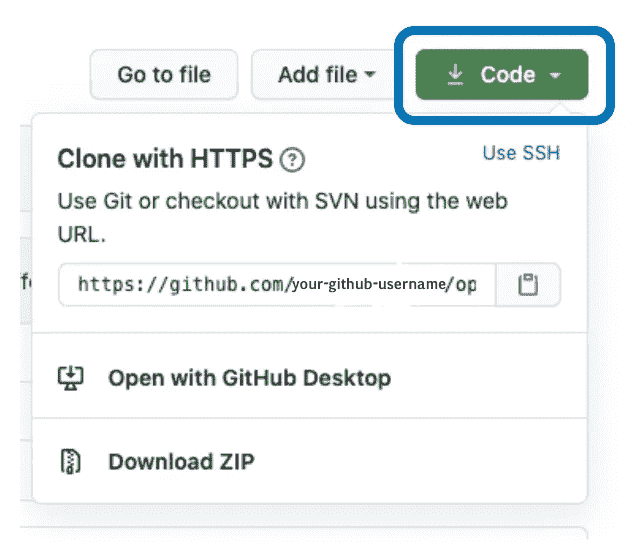 Go to file
Add file
Code
Clone with HTTPS
Use SSH
Use Git or checkout with SVN using the web
URL.
https://github.com/your-github-username/op
Open with GitHub Desktop
Download ZIP